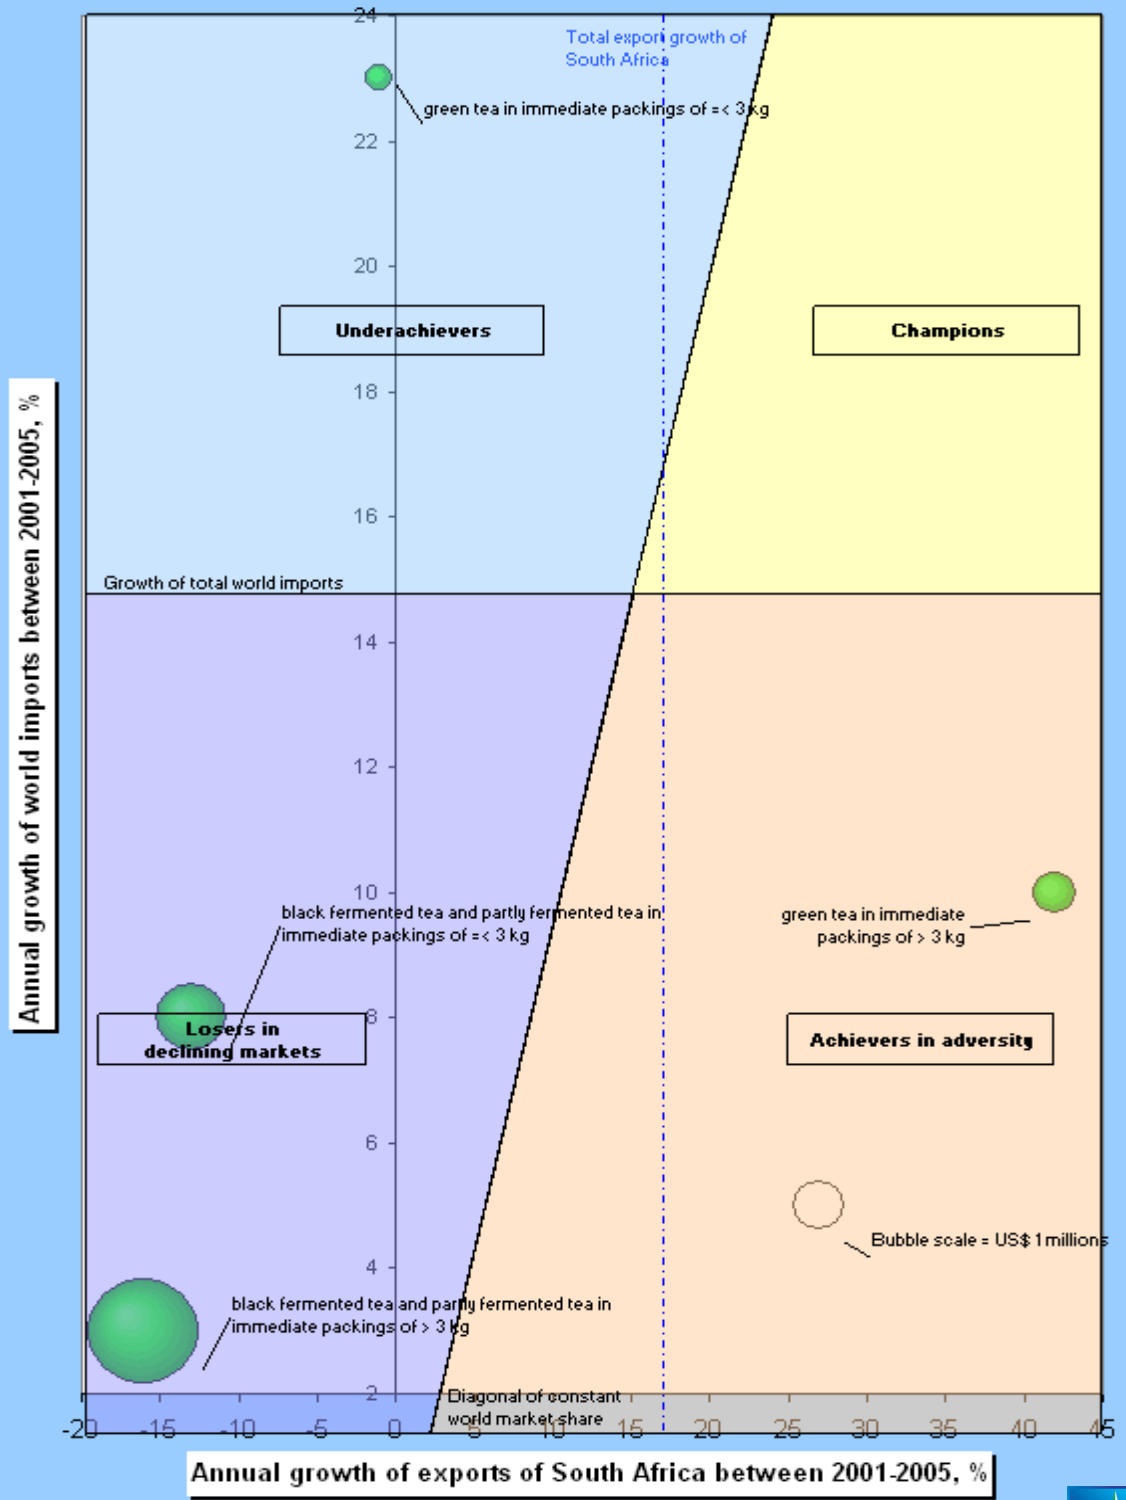 24
Total export growth of
South Africa
green tea in immediate packings of =< 3 kg
22
20
Underachievers
Champions
18
16
Growth of total world imports
14
12
10
black fermented tea and partly fermented tea in
immediate packings of =< 3 kg
green tea in immediate
packings of > 3 kg
8
Losers in
declining markets
Achievers in adversity
6
Bubble scale = US$ 1 millions
4
black fermented tea and partly fermented tea in
immediate packings of > 3 kg
2
Diagonal of constant
world market share
-20 -15 -10 -5 0 5 10 15 20 25 30 35 40 45
Annual growth of exports of South Africa between 2001-2005, %
Annual growth of world imports between 2001-2005, %